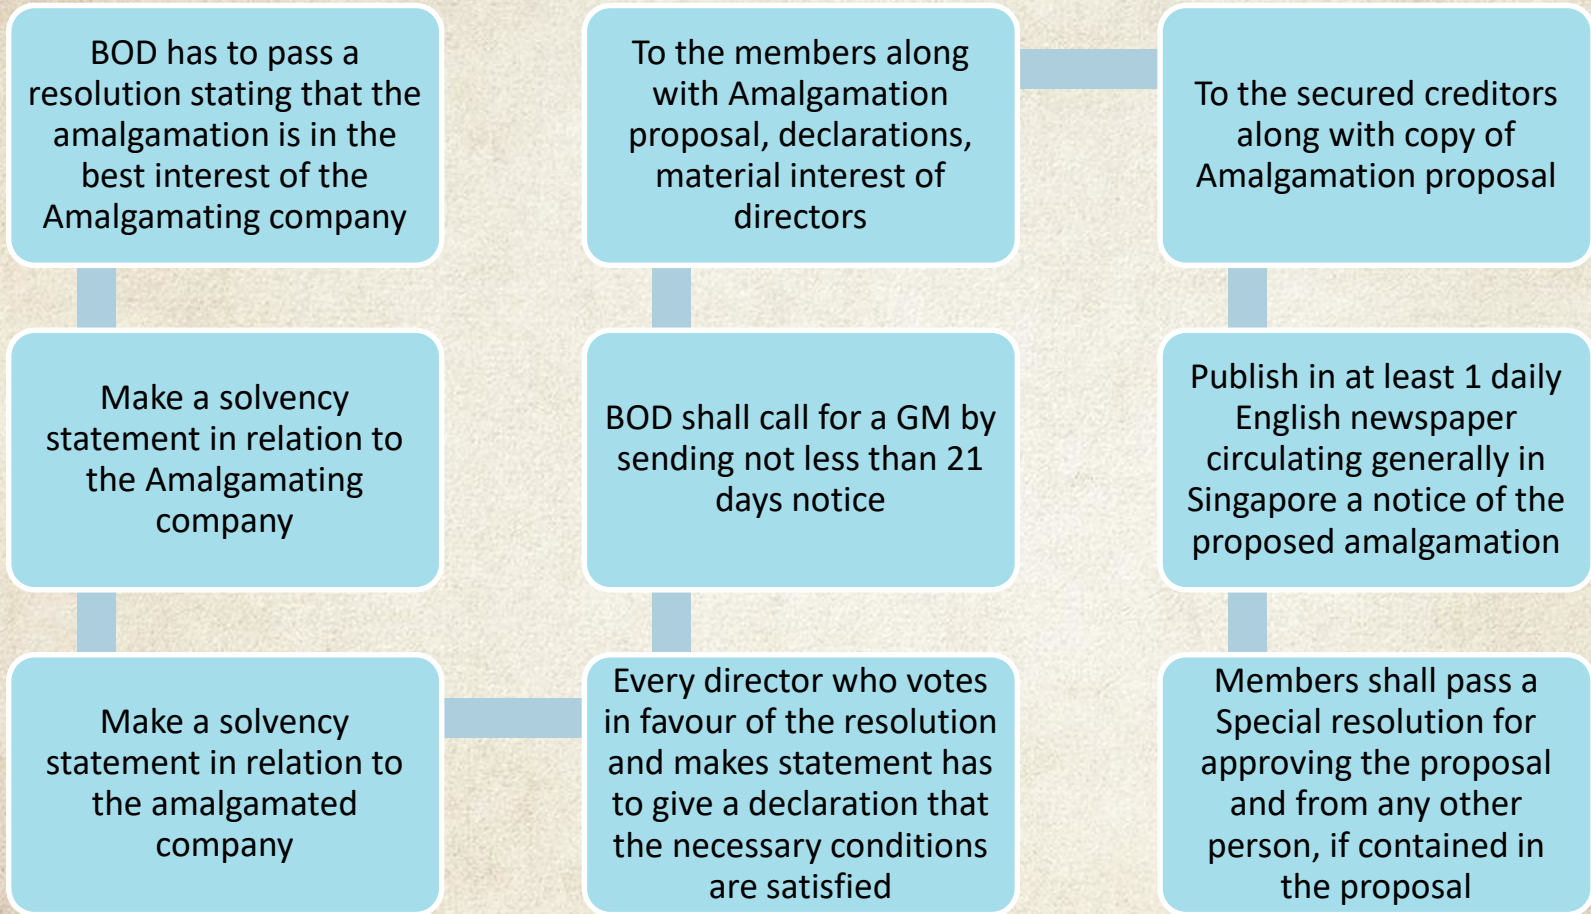 BOD has to pass a
resolution stating that the
amalgamation is in the
best interest of the
Amalgamating company
Make a solvency
statement in relation to
the Amalgamating
company
Make a solvency
statement in relation to
the amalgamated
company
Every director who votes
in favour of the resolution
and makes statement has
to give a declaration that
the necessary conditions
are satisfied
BOD shall call for a GM by
sending not less than 21
days notice
To the members along
with Amalgamation
proposal, declarations,
material interest of
directors
To the secured creditors
along with copy of
Amalgamation proposal
Publish in at least 1 daily
English newspaper
circulating generally in
Singapore a notice of the
proposed amalgamation
Members shall pass a
Special resolution for
approving the proposal
and from any other
person, if contained in
the proposal